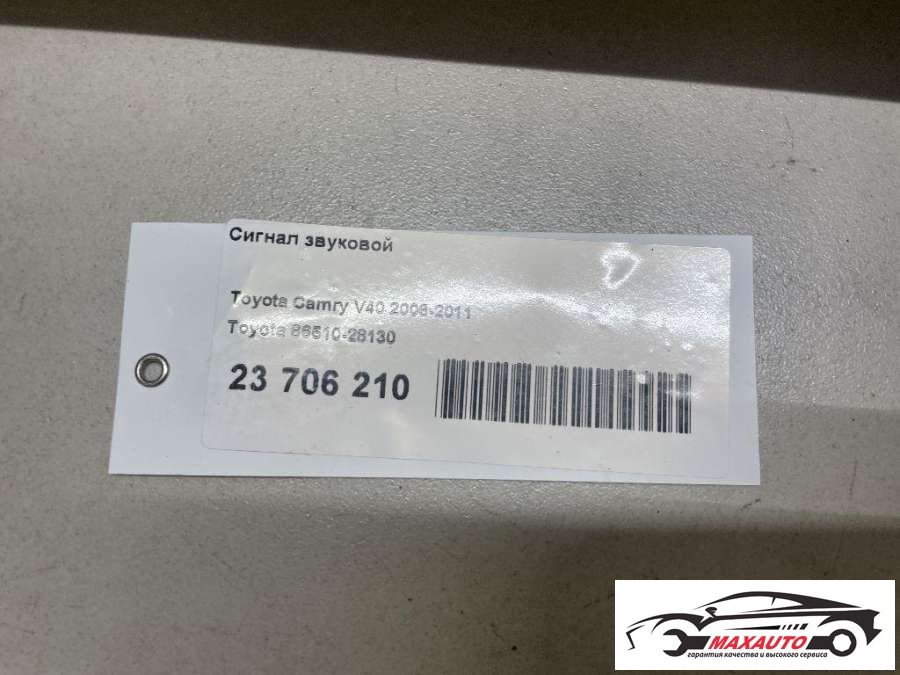 Сигнал звуковой
Toyota Camry V40 2006-2011
Toyota 86510-28130
23 706 210
MAXAUTO
гарантия качества и высокого сервиса